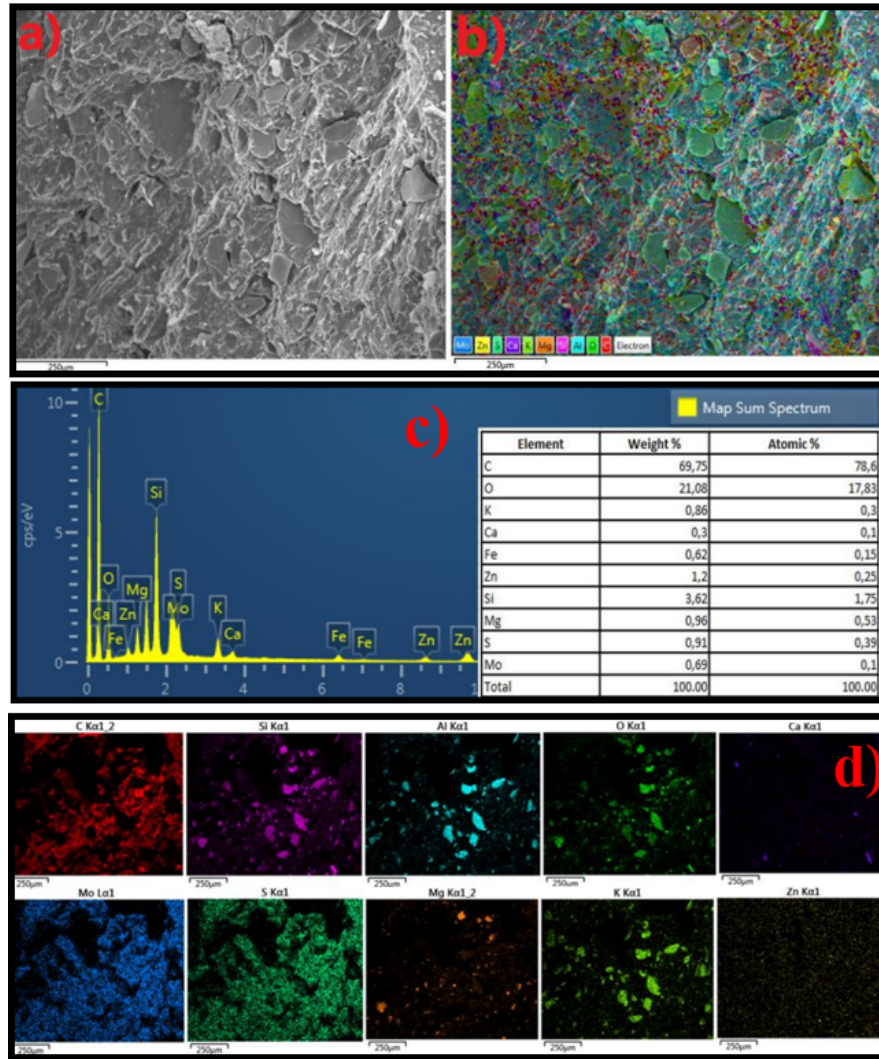 a)
b)
250μm
Mo Zn S Ca K Mg Si Al O C Electron
250μm
c)
Map Sum Spectrum
10
5
0
cps/eV
C
O
Ca
Fe
Zn
Mg
Si
S
Mo
K
Ca
Fe
Fe
Zn
Zn
0 2 4 6 8 1
Element Weight % Atomic %
C 69,75 78,6
O 21,08 17,83
K 0,86 0,3
Ca 0,3 0,1
Fe 0,62 0,15
Zn 1,2 0,25
Si 3,62 1,75
Mg 0,96 0,53
S 0,91 0,39
Mo 0,69 0,1
Total 100.00 100.00
d)
C Kα1_2 Si Kα1 Al Kα1 O Kα1 Ca Kα1
250μm 250μm 250μm 250μm 250μm
Mo Lα1 S Kα1 Mg Kα1_2 K Kα1 Zn Kα1
250μm 250μm 250μm 250μm 250μm